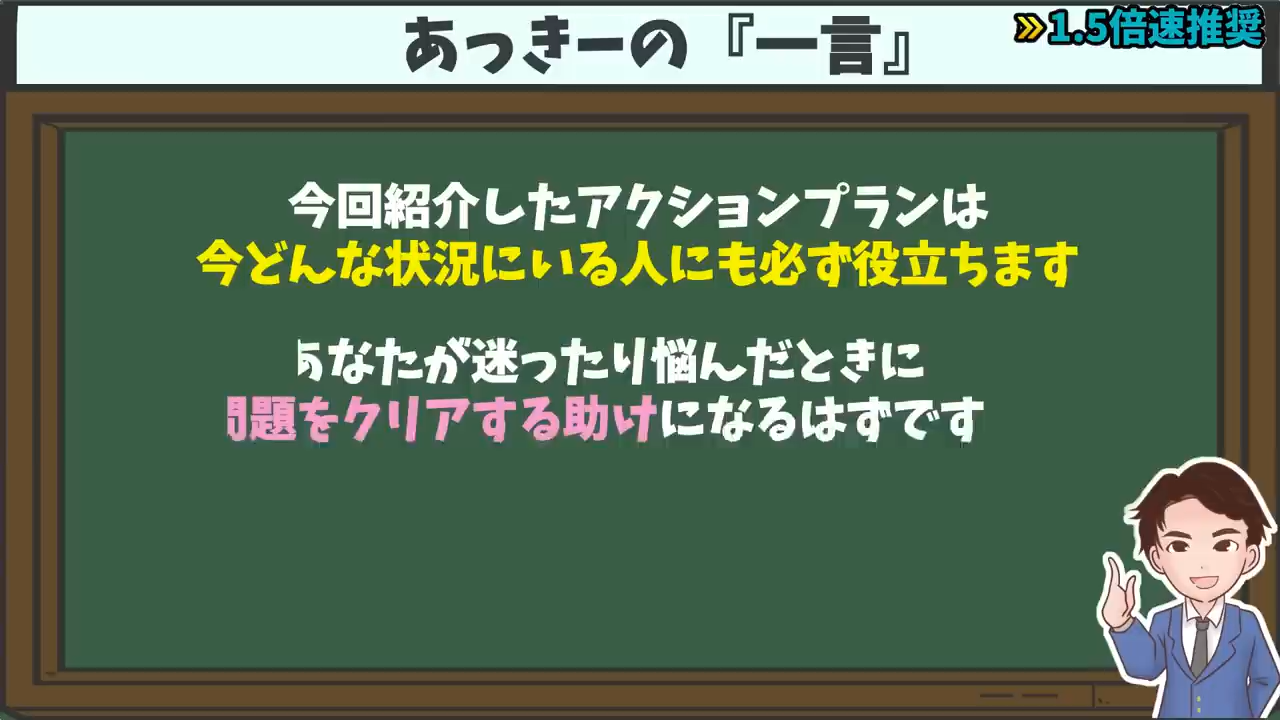 あっきーの『一言』
»1.5倍速推奨
今回紹介したアクションプランは
今どんな状況にいる人にも必ず役立ちます
なたが迷ったり悩んだときに
題をクリアする助けになるはずです